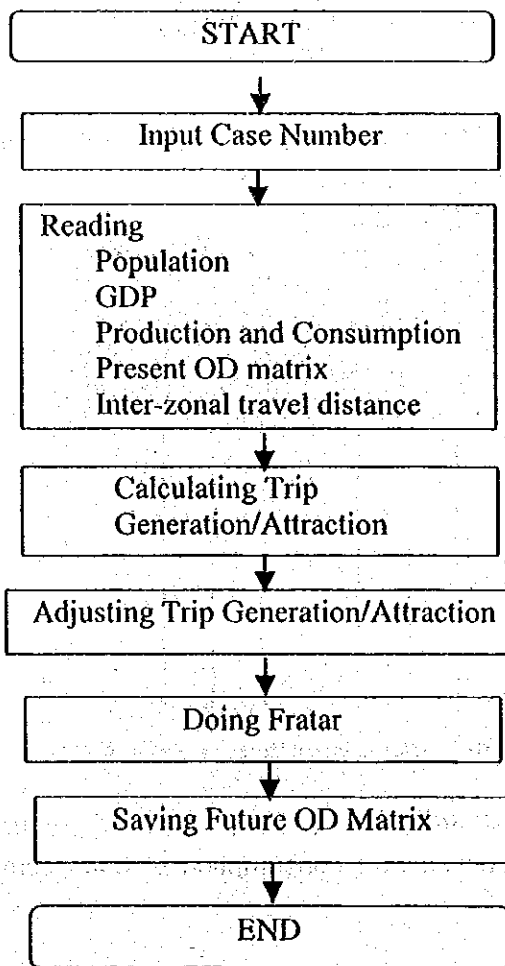 START
Input Case Number
Reading
Population
GDP
Production and Consumption
Present OD matrix
Inter-zonal travel distance
Calculating Trip
Generation/Attraction
Adjusting Trip Generation/Attraction
Doing Fratar
Saving Future OD Matrix
END